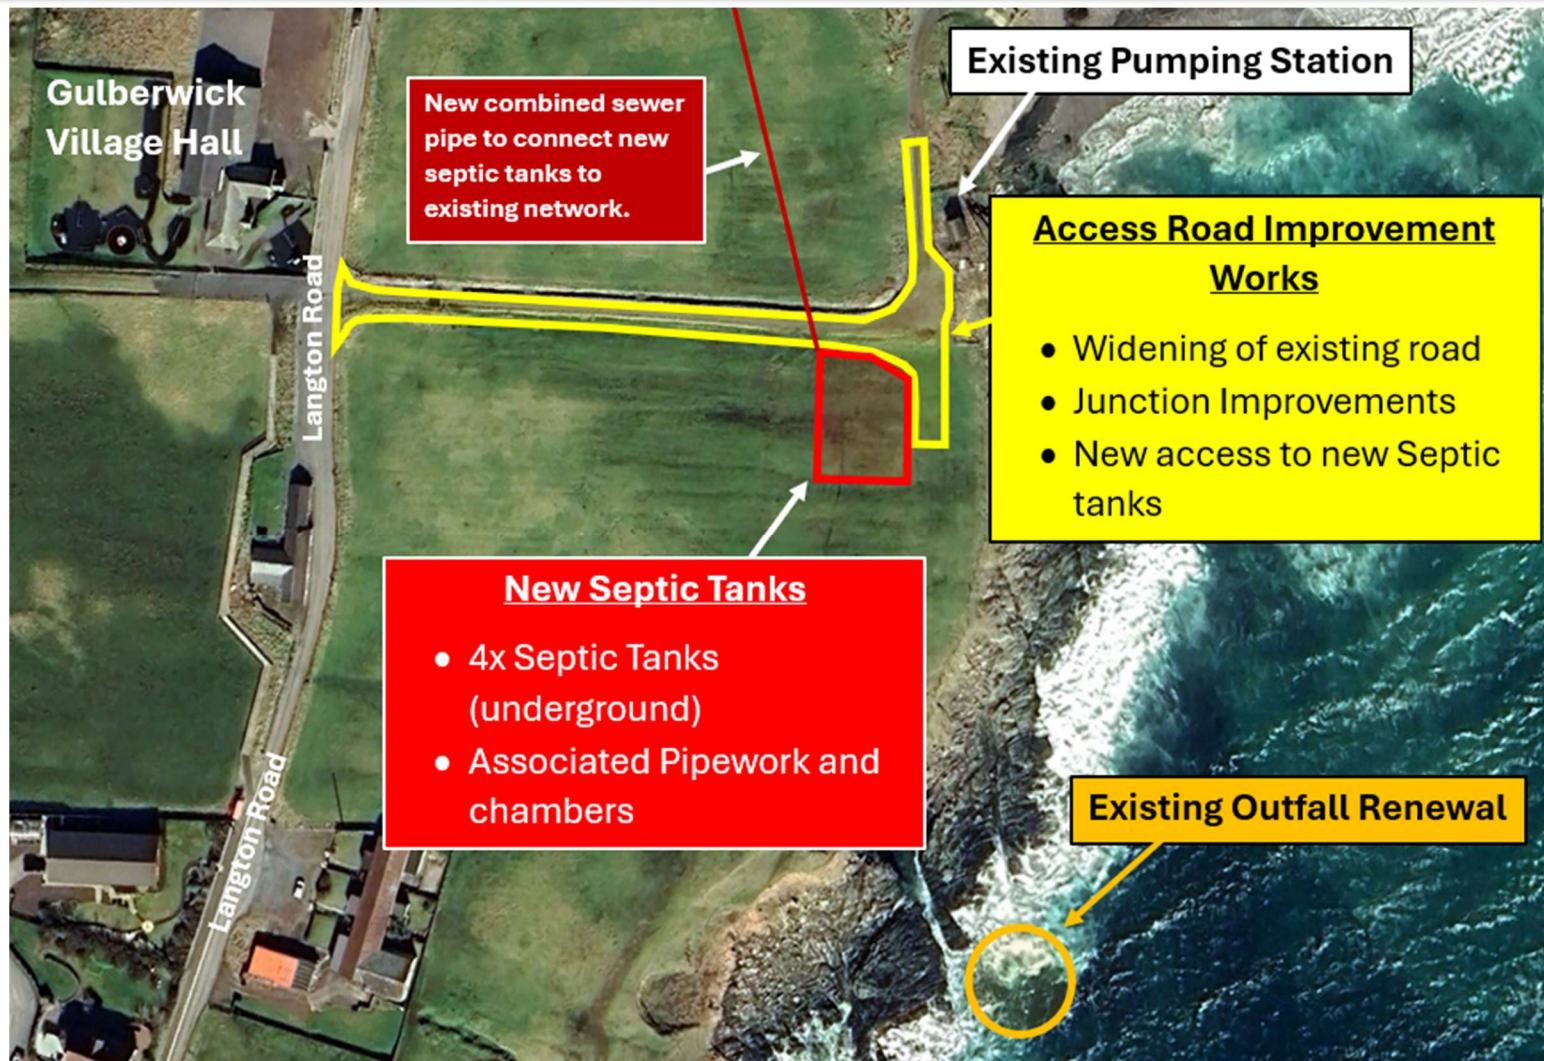 Gulberwick
Village Hall
New combined sewer
pipe to connect new
septic tanks to
existing network.
Existing Pumping Station
Access Road Improvement
Works
• Widening of existing road
• Junction Improvements
• New access to new Septic
tanks
Langton Road
New Septic Tanks
• 4x Septic Tanks
(underground)
• Associated Pipework and
chambers
Existing Outfall Renewal
Langton Road